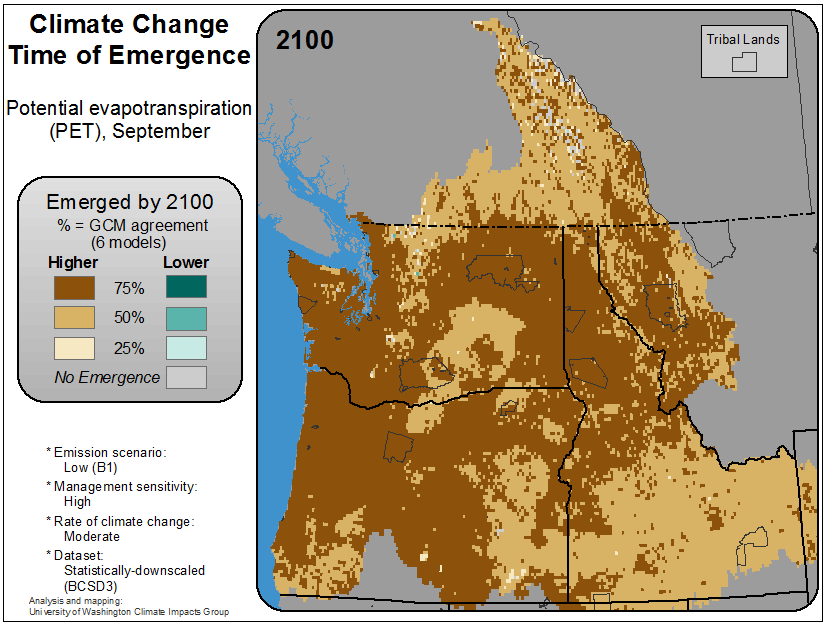 Climate Change
Time of Emergence
Potential evapotranspiration
(PET), September
Emerged by 2100
% = GCM agreement
(6 models)
Higher Lower
75%
50%
25%
No Emergence
* Emission scenario:
Low (B1)
* Management sensitivity:
High
* Rate of climate change:
Moderate
* Dataset:
Statistically-downscaled
(BCSD3)
Analysis and mapping:
University of Washington Climate Impacts Group
2100
Tribal Lands